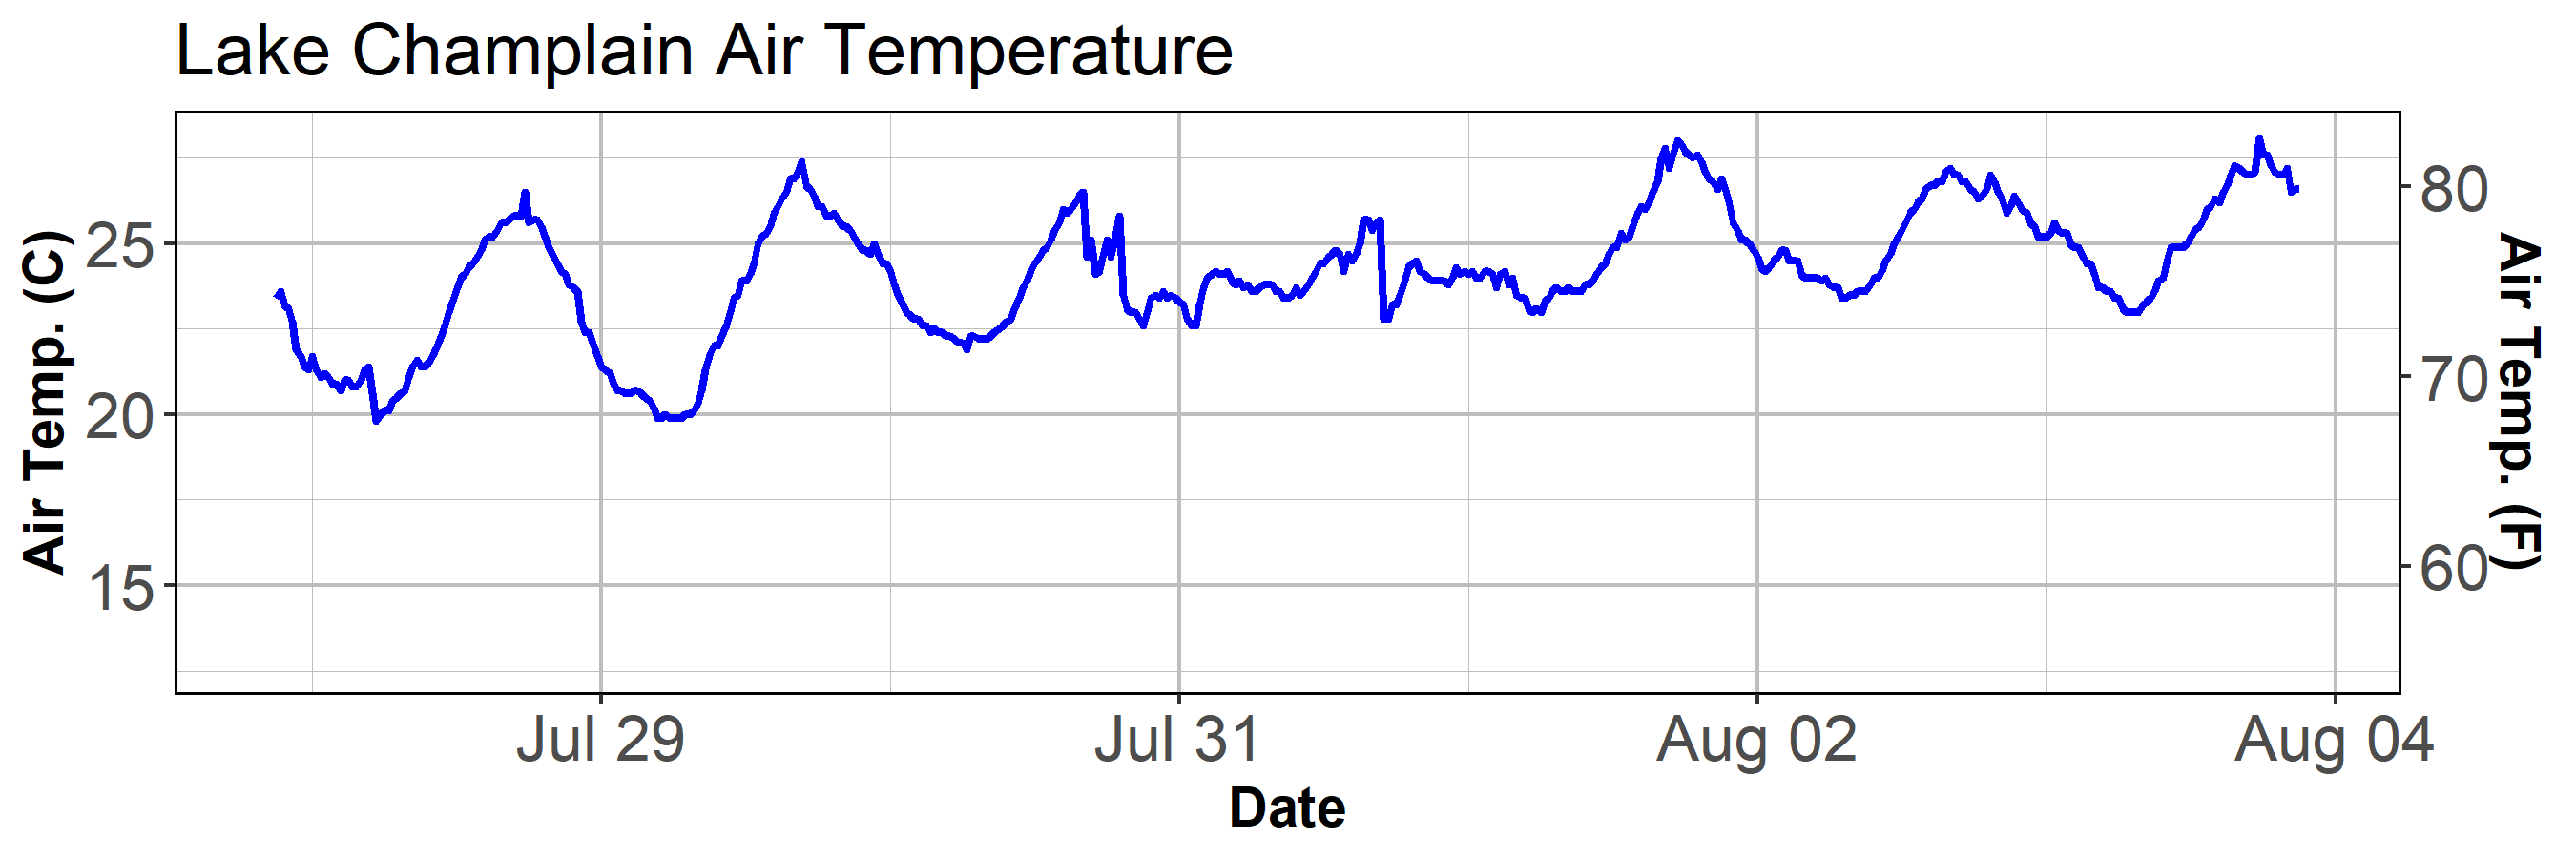 Lake Champlain Air Temperature
Air Temp. (C)
25
20
15
80
70
60
Air Temp. (F)
Jul 29
Jul 31
Aug 02
Aug 04
Date